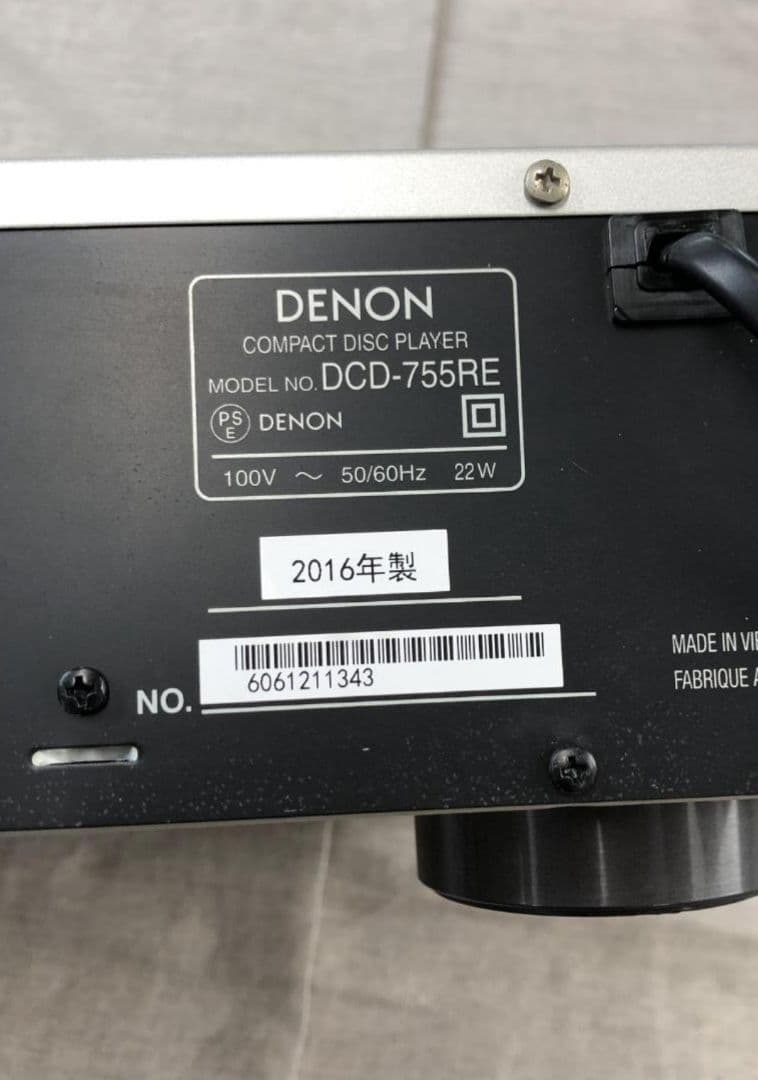 DENON
COMPACT DISC PLAYER
MODEL NO. DCD-755RE
PS E DENON
100V ～ 50/60Hz 22W
2016年製
NO. 6061211343
MADE IN
FABRIQUE